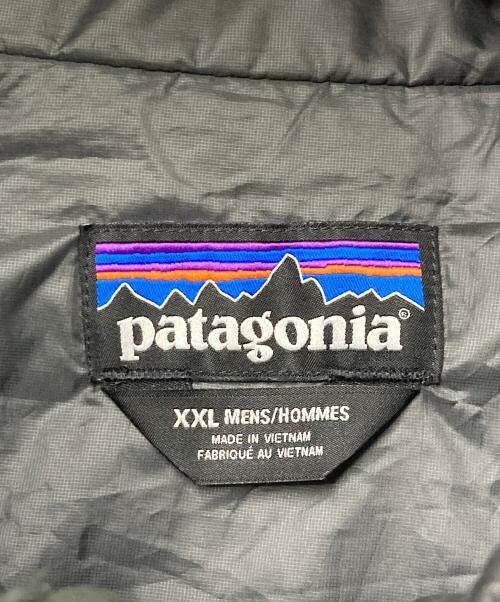 patagonia®
XXL MENS/HOMMES
MADE IN VIETNAM
FABRIQUÉ AU VIETNAM